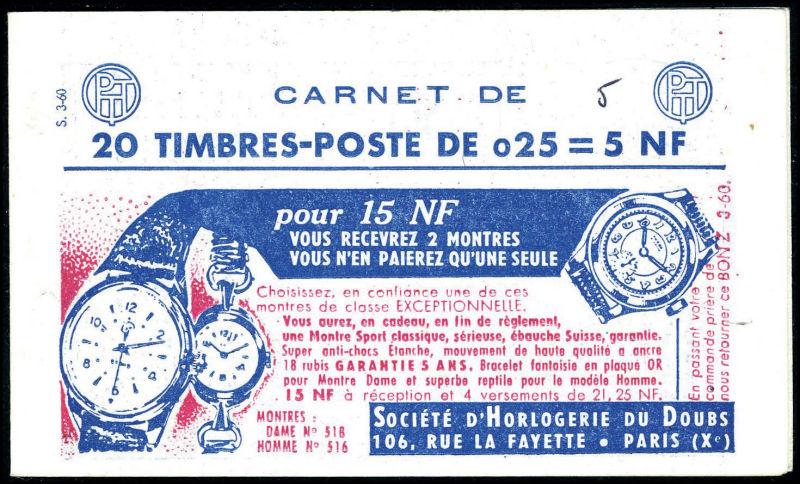 S. 3-60
PTT
CARNET DE
5
PTT
20 TIMBRES-POSTE DE 0 25 = 5 NF
pour 15 NF
VOUS RECEVREZ 2 MONTRES
VOUS N'EN PAIEREZ QU'UNE SEULE
Choisissez, en confiance une de ces
montres de classe EXCEPTIONNELLE.
Vous aurez, en cadeau, en fin de règlement,
une Montre Sport classique, sérieuse, ébauche Suisse, garantie.
Super anti-chocs Etanche, mouvement de haute qualité a ancre
18 rubis GARANTIE 5 ANS. Bracelet fantaisie en plaqué OR
pour Montre Dame et superbe reptile pour le modèle Homme.
15 NF à réception et 4 versements de 21,25 NF.
En passant votre
commande prière de
nous retourner ce BON Z 3-60.
MONTRES :
DAME No 518
HOMME No 516
SOCIÉTÉ D'HORLOGERIE DU DOUBS
106, RUE LA FAYETTE • PARIS (Xe)